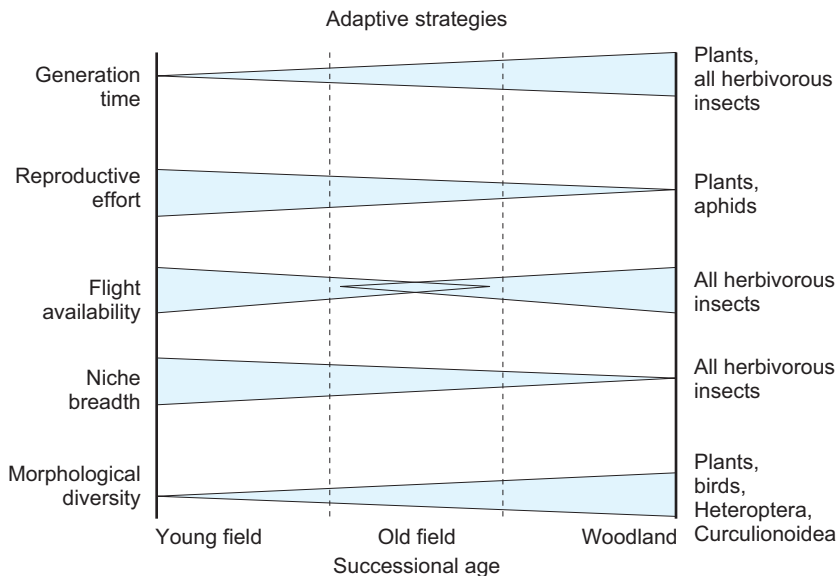 Adaptive strategies
Generation
time
Plants,
all herbivorous
insects
Reproductive
effort
Plants,
aphids
Flight
availability
All herbivorous
insects
Niche
breadth
All herbivorous
insects
Morphological
diversity
Plants,
birds,
Heteroptera,
Curculionoidea
Young field
Old field
Woodland
Successional age